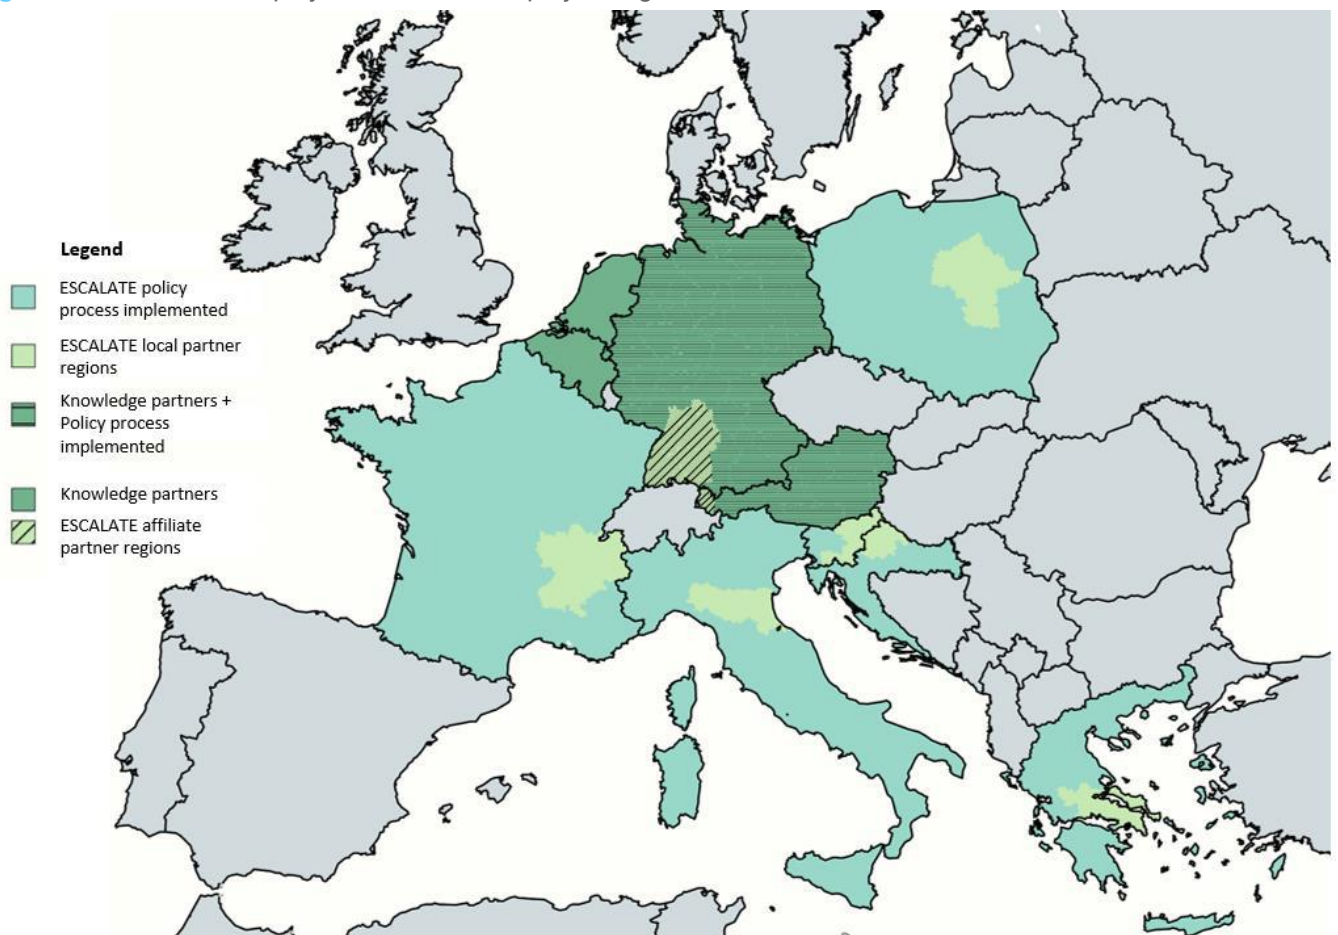 Legend
ESCALATE policy
process implemented
ESCALATE local partner
regions
Knowledge partners +
Policy process
implemented
Knowledge partners
ESCALATE affiliate
partner regions